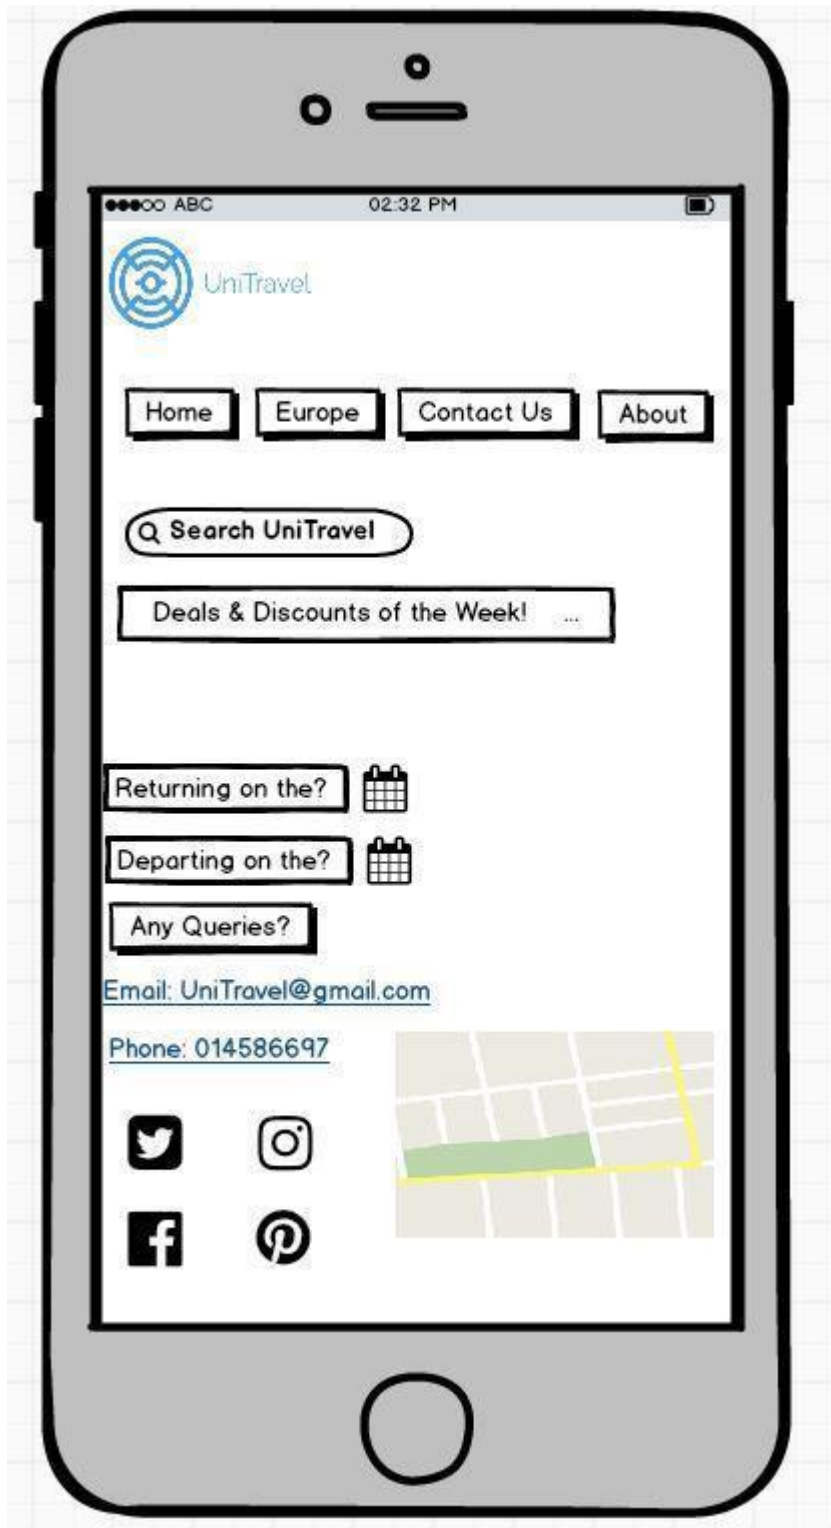 ABC 02:32 PM
UniTravel
Home Europe Contact Us About
Search UniTravel
Deals & Discounts of the Week! ...
Returning on the?
Departing on the?
Any Queries?
Email: UniTravel@gmail.com
Phone: 014586697